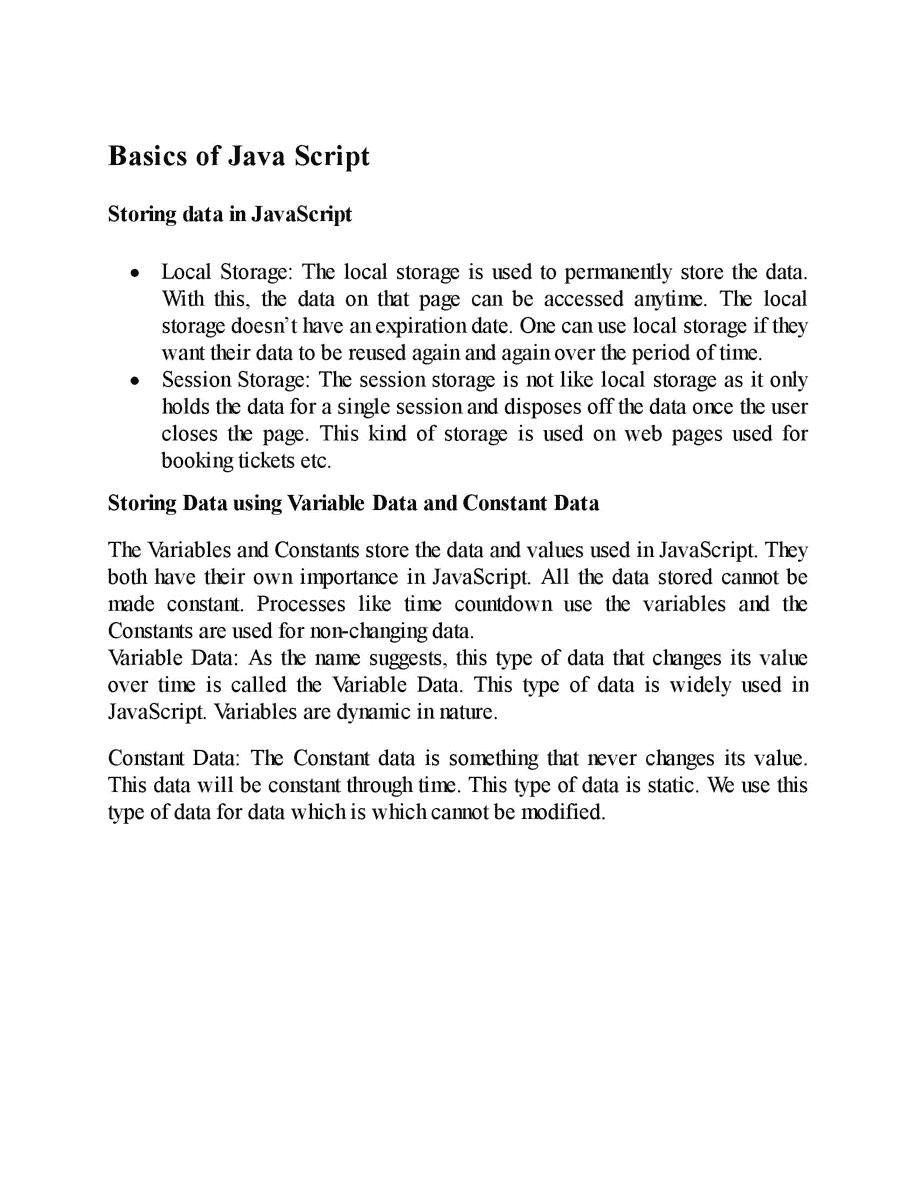 Basics of Java Script
Storing data in JavaScript
• Local Storage: The local storage is used to permanently store the data.
With this, the data on that page can be accessed anytime. The local
storage doesn’t have an expiration date. One can use local storage if they
want their data to be reused again and again over the period of time.
• Session Storage: The session storage is not like local storage as it only
holds the data for a single session and disposes off the data once the user
closes the page. This kind of storage is used on web pages used for
booking tickets etc.
Storing Data using Variable Data and Constant Data
The Variables and Constants store the data and values used in JavaScript. They
both have their own importance in JavaScript. All the data stored cannot be
made constant. Processes like time countdown use the variables and the
Constants are used for non-changing data.
Variable Data: As the name suggests, this type of data that changes its value
over time is called the Variable Data. This type of data is widely used in
JavaScript. Variables are dynamic in nature.
Constant Data: The Constant data is something that never changes its value.
This data will be constant through time. This type of data is static. We use this
type of data for data which is which cannot be modified.